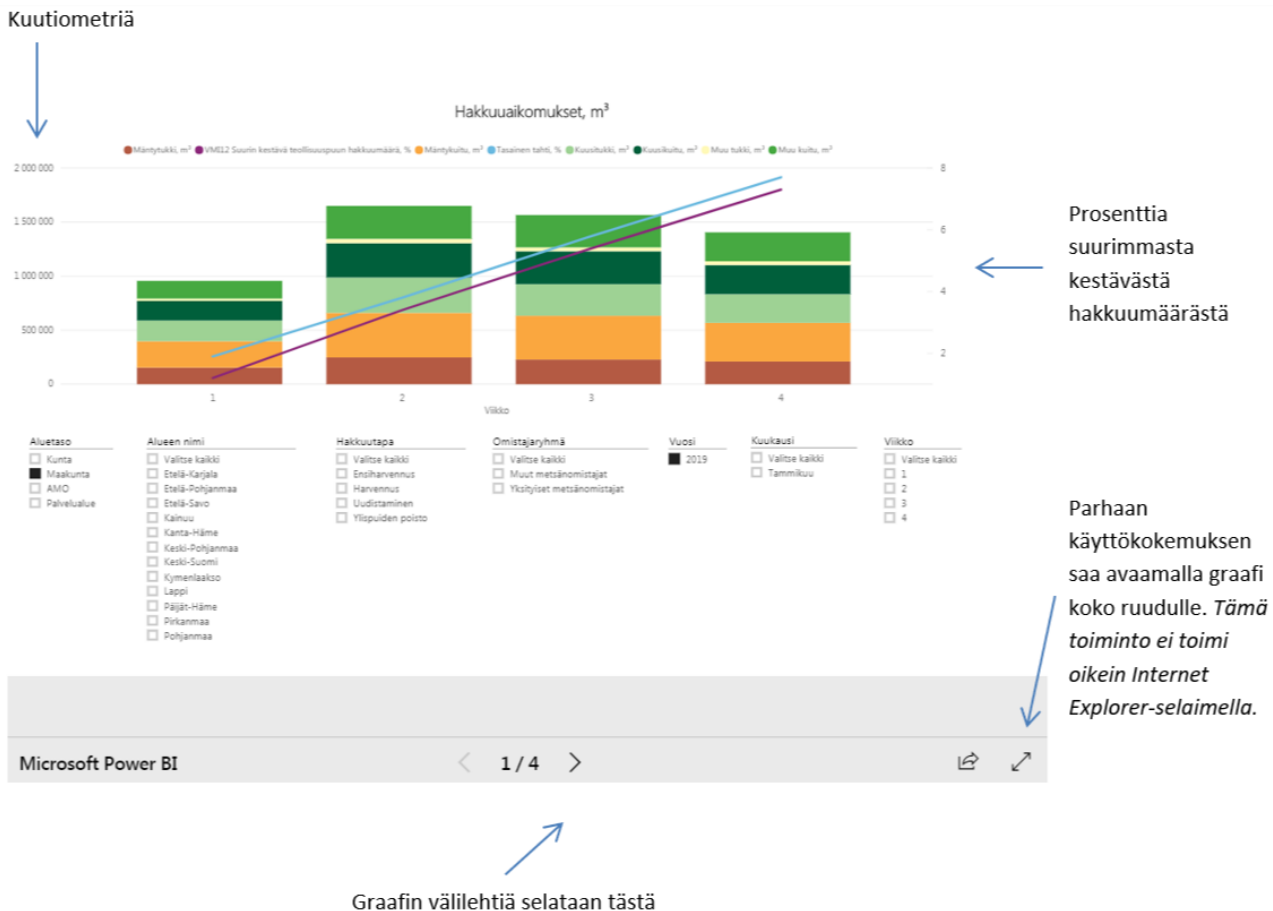 Kuutiometriä
Hakkuuaikomukset, m³
Mäntytukki, m³ VMI12 Suurin kestävä teollisuuspuun hakkuumäärä, % Mäntykuitu, m³ Tasainen tahti, % Kuusitukki, m³ Kuusikuitu, m³ Muu tukki, m³ Muu kuitu, m³
2 000 000
1 500 000
1 000 000
500 000
0
8
6
4
2
1 2 3 4
Viikko
Prosenttia
suurimmasta
kestävästä
hakkuumäärästä
Aluetaso
Kunta
Maakunta
AMO
Palvelualue
Alueen nimi
Valitse kaikki
Etelä-Karjala
Etelä-Pohjanmaa
Etelä-Savo
Kainuu
Kanta-Häme
Keski-Pohjanmaa
Keski-Suomi
Kymenlaakso
Lappi
Päijät-Häme
Pirkanmaa
Pohjanmaa
Hakkuutapa
Valitse kaikki
Ensiharvennus
Harvennus
Uudistaminen
Ylispuiden poisto
Omistajaryhmä
Valitse kaikki
Muut metsänomistajat
Yksityiset metsänomistajat
Vuosi
2019
Kuukausi
Valitse kaikki
Tammikuu
Viikko
Valitse kaikki
1
2
3
4
Parhaan
käyttökokemuksen
saa avaamalla graafi
koko ruudulle. Tämä
toiminto ei toimi
oikein Internet
Explorer-selaimella.
Microsoft Power BI
1 / 4
Graafin välilehtiä selataan tästä